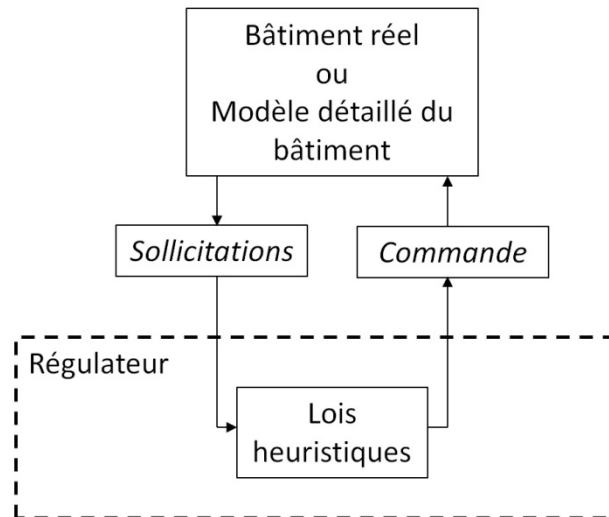 Bâtiment réel
ou
Modèle détaillé du
bâtiment
Sollicitations
Commande
Régulateur
Lois
heuristiques